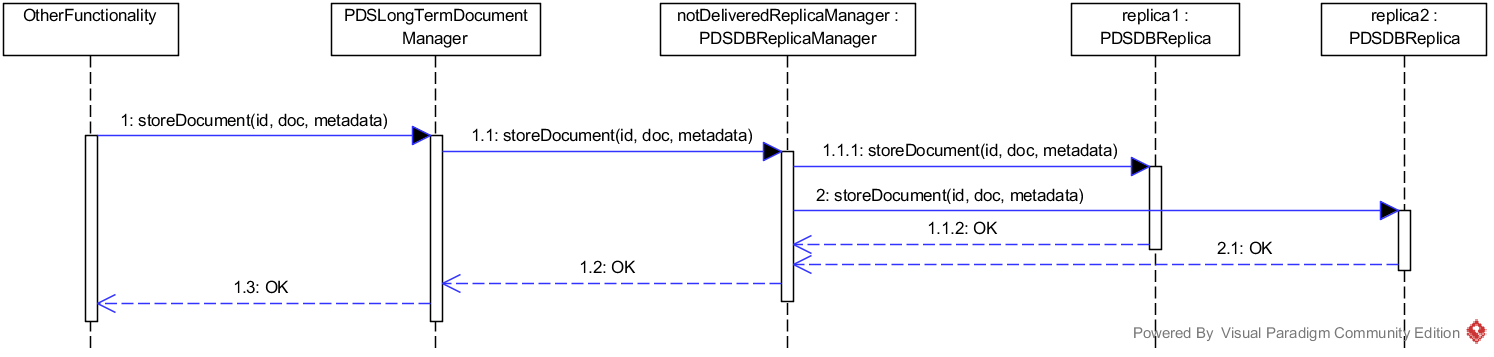 OtherFunctionality
PDSLongTermDocument
Manager
notDeliveredReplicaManager :
PDSDBReplicaManager
replica1 :
PDSDBReplica
replica2 :
PDSDBReplica
1: storeDocument(id, doc, metadata)
1.1: storeDocument(id, doc, metadata)
1.1.1: storeDocument(id, doc, metadata)
2: storeDocument(id, doc, metadata)
1.1.2: OK
2.1: OK
1.2: OK
1.3: OK
Powered By Visual Paradigm Community Edition